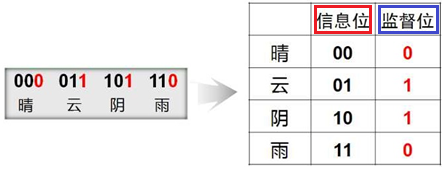 000 011 101 110
晴 云 阴 雨
信息位 监督位
晴 00 0
云 01 1
阴 10 1
雨 11 0